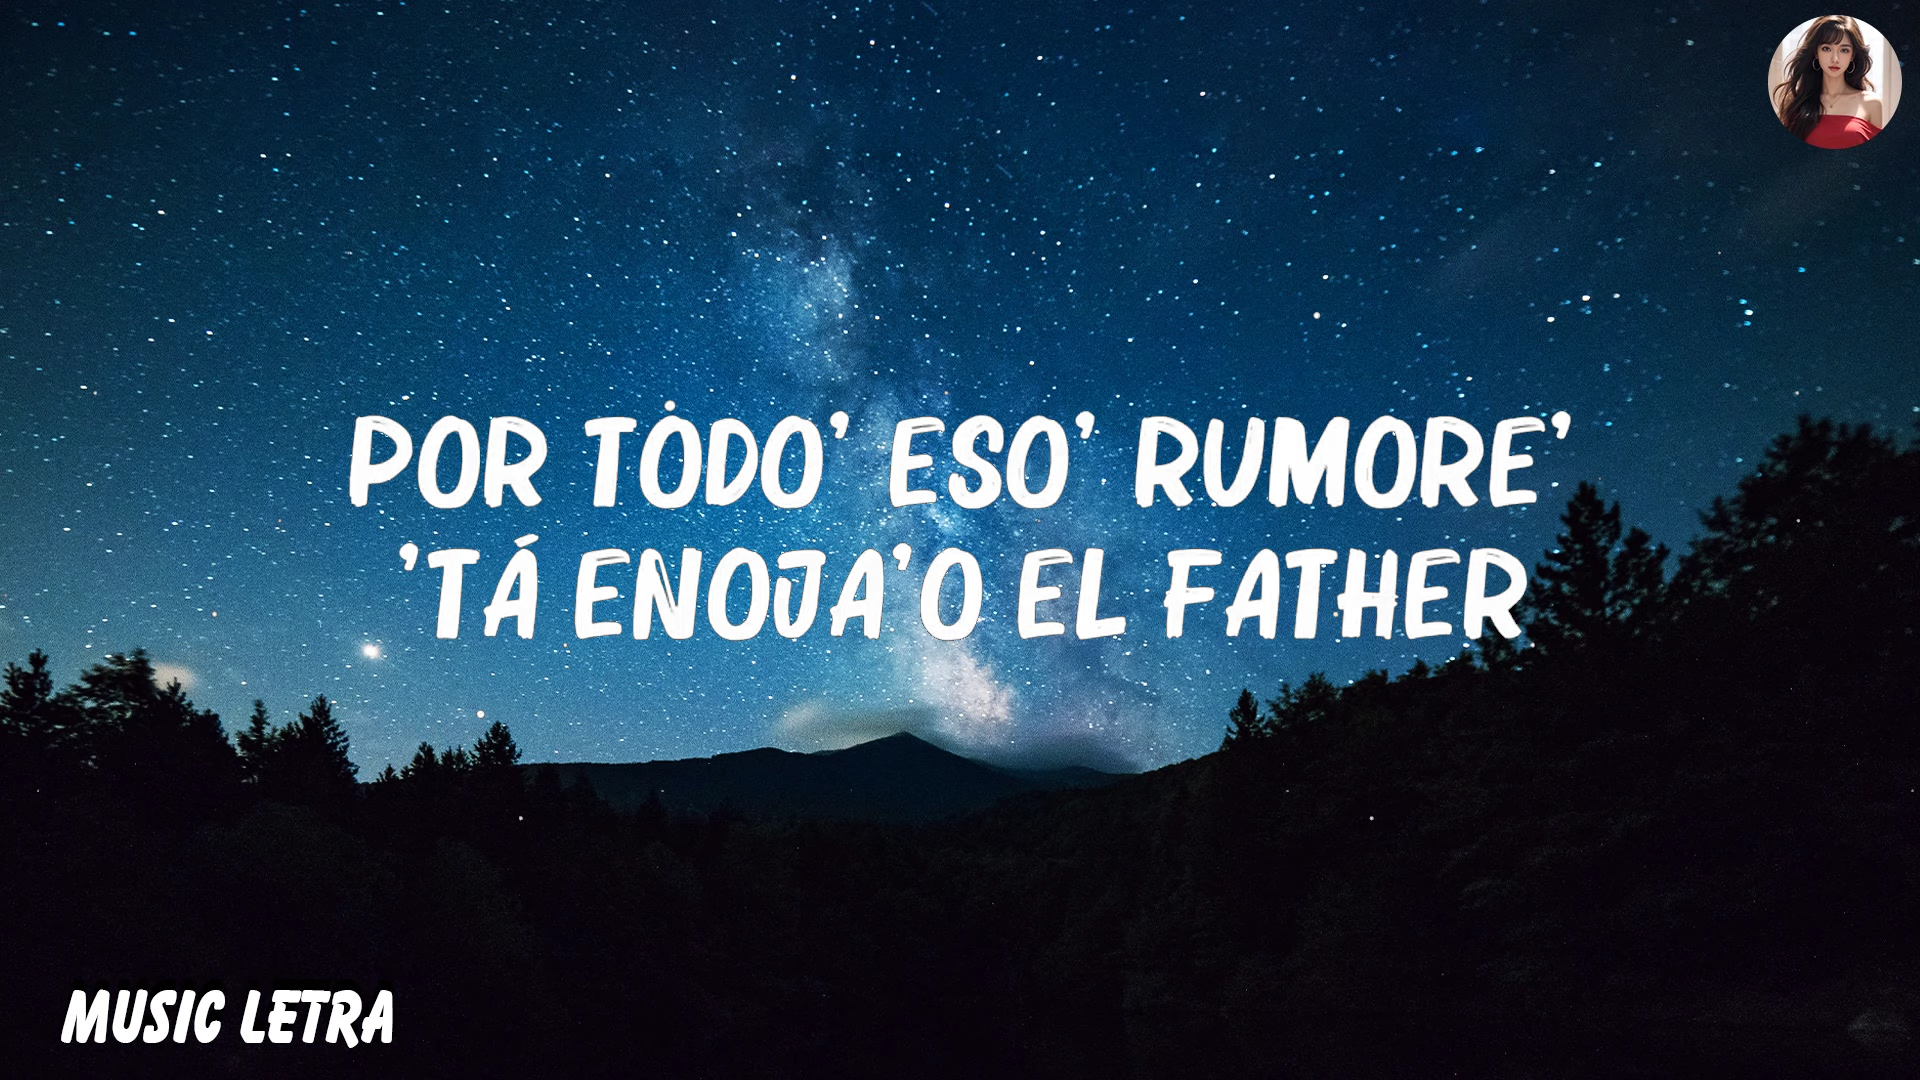 POR TODO' ESO' RUMORE'
'TÁ ENOJA'O EL FATHER
MUSIC LETRA